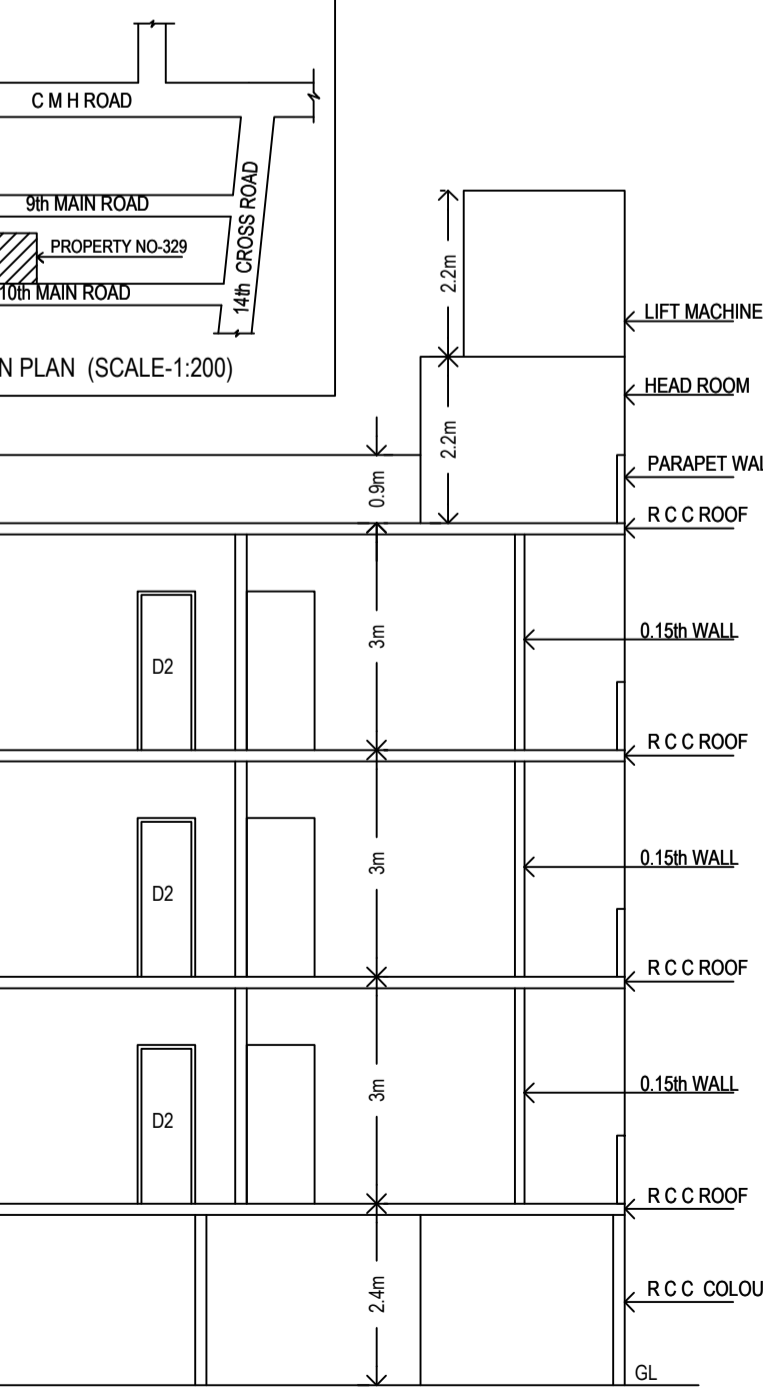 C M H ROAD
9th MAIN ROAD
14th CROSS ROAD
PROPERTY NO-329
10th MAIN ROAD
N PLAN (SCALE-1:200)
2.2m
LIFT MACHINE
HEAD ROOM
2.2m
PARAPET WAL
0.9m
R C C ROOF
3m
0.15th WALL
D2
R C C ROOF
3m
0.15th WALL
D2
R C C ROOF
3m
0.15th WALL
D2
R C C ROOF
2.4m
R C C COLOU
GL